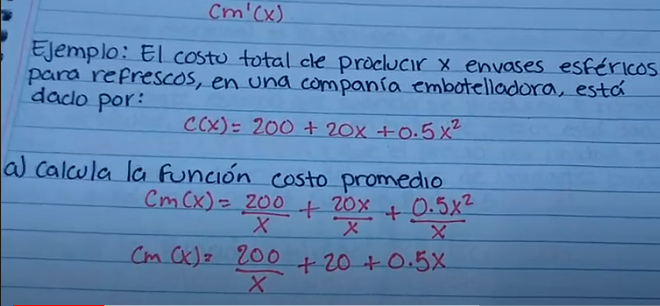 Cm'(x)
Ejemplo: El costo total de producir x envases esféricos
para refrescos, en una companía embotelladora, está
dado por:
C(x)= 200 + 20x + 0.5x²
a) Calcula la función costo promedio
Cm(x)= 200/x + 20x/x + 0.5x²/x
Cm (x)= 200/x + 20 + 0.5x